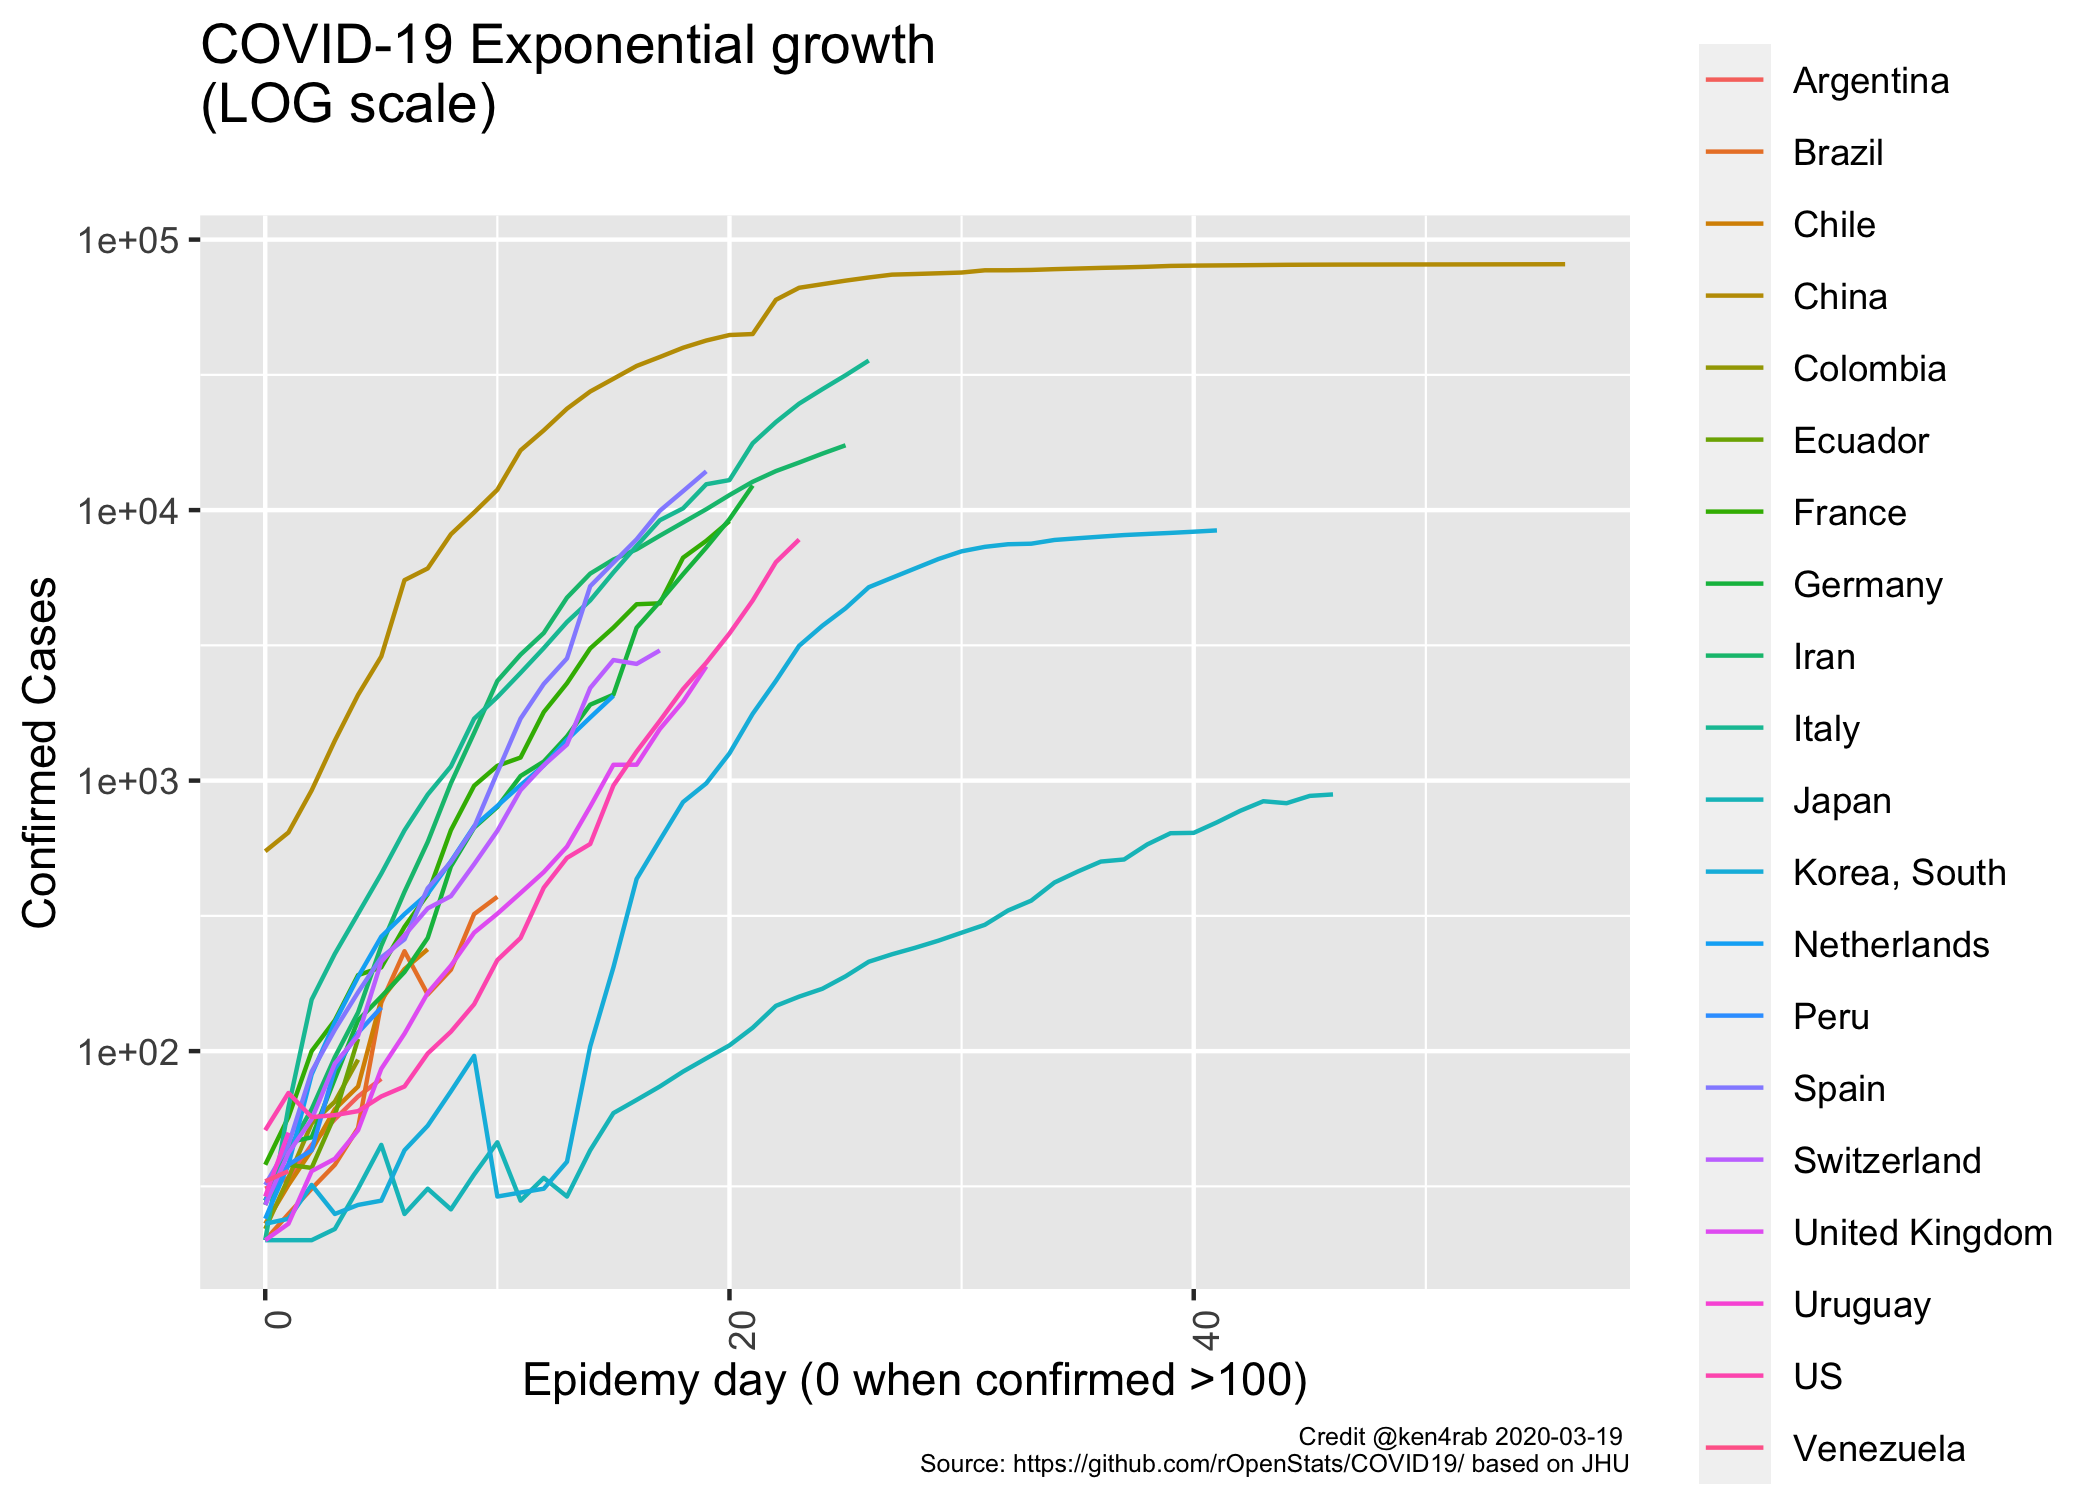 COVID-19 Exponential growth
(LOG scale)
1e+05
1e+04
1e+03
1e+02
Confirmed Cases
0
20
40
Epidemy day (0 when confirmed >100)
Credit @ken4rab 2020-03-19
Source: https://github.com/rOpenStats/COVID19/ based on JHU
Argentina
Brazil
Chile
China
Colombia
Ecuador
France
Germany
Iran
Italy
Japan
Korea, South
Netherlands
Peru
Spain
Switzerland
United Kingdom
Uruguay
US
Venezuela